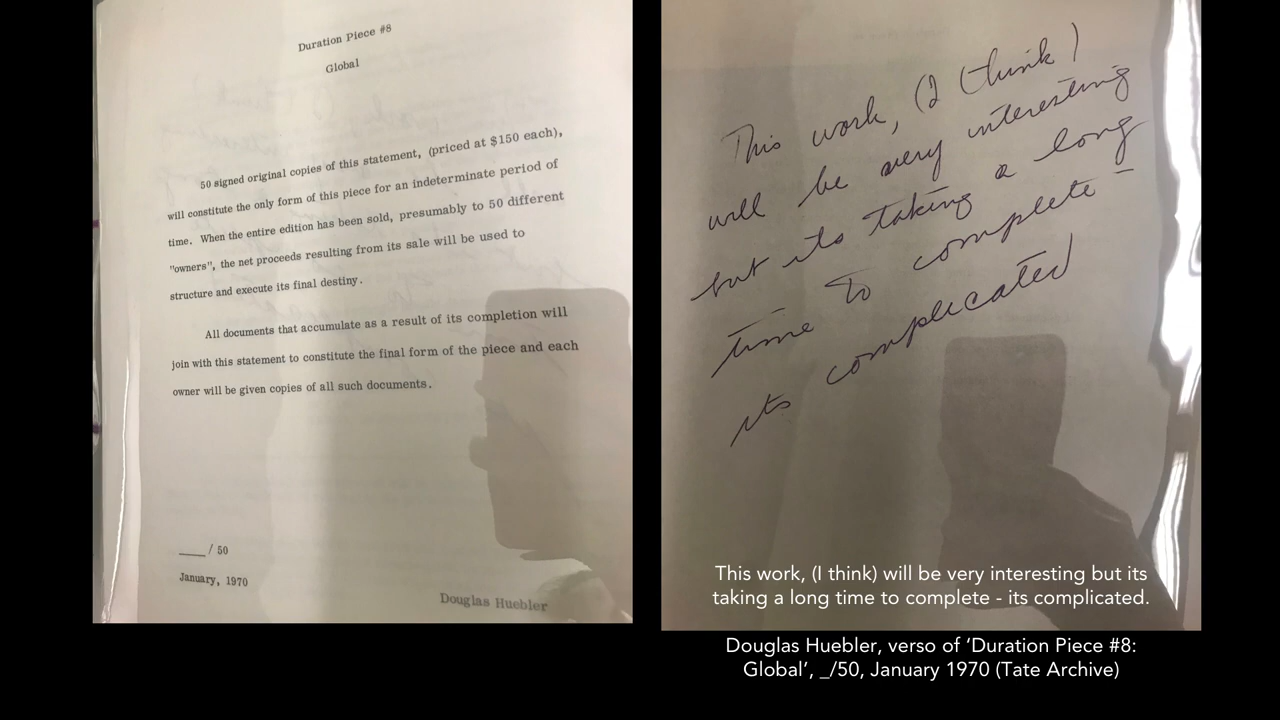 Duration Piece #8
Global
50 signed original copies of this statement, (priced at $150 each),
will constitute the only form of this piece for an indeterminate period of
time. When the entire edition has been sold, presumably to 50 different
"owners", the net proceeds resulting from its sale will be used to
structure and execute its final destiny.
All documents that accumulate as a result of its completion will
join with this statement to constitute the final form of the piece and each
owner will be given copies of all such documents.
____ / 50
January, 1970
Douglas Huebler
This work, (I think)
will be very interesting
but its taking a long
time to complete -
its complicated
This work, (I think) will be very interesting but its
taking a long time to complete - its complicated.
Douglas Huebler, verso of ‘Duration Piece #8:
Global’, _/50, January 1970 (Tate Archive)